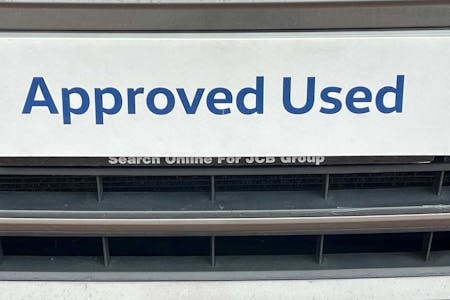 Approved Used
Search Online For JCB Group